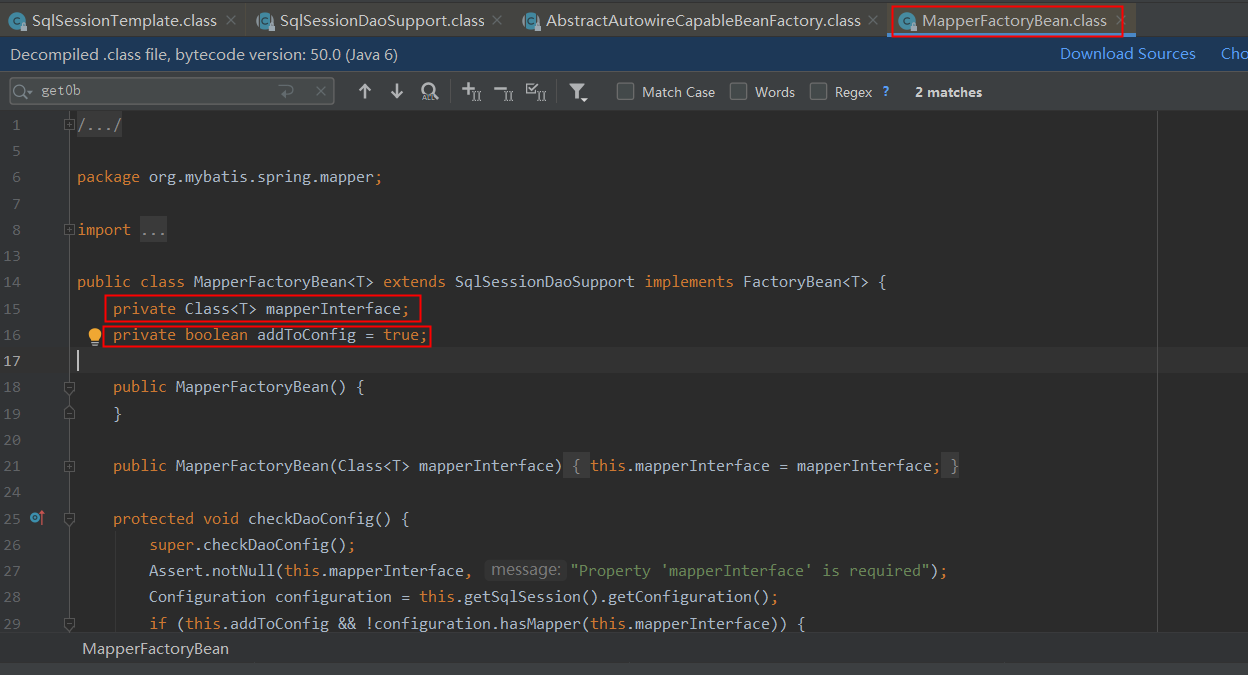 SqlSessionTemplate.class SqlSessionDaoSupport.class AbstractAutowireCapableBeanFactory.class MapperFactoryBean.class
Decompiled .class file, bytecode version: 50.0 (Java 6) Download Sources Cho
getOb Match Case Words Regex ? 2 matches
1 /.../
5
6 package org.mybatis.spring.mapper;
7
8 import ...
13
14 public class MapperFactoryBean<T> extends SqlSessionDaoSupport implements FactoryBean<T> {
15 private Class<T> mapperInterface;
16 private boolean addToConfig = true;
17
18 public MapperFactoryBean() {
19 }
20
21 public MapperFactoryBean(Class<T> mapperInterface) { this.mapperInterface = mapperInterface; }
24
25 protected void checkDaoConfig() {
26 super.checkDaoConfig();
27 Assert.notNull(this.mapperInterface, message: "Property 'mapperInterface' is required");
28 Configuration configuration = this.getSqlSession().getConfiguration();
29 if (this.addToConfig && !configuration.hasMapper(this.mapperInterface)) {
MapperFactoryBean